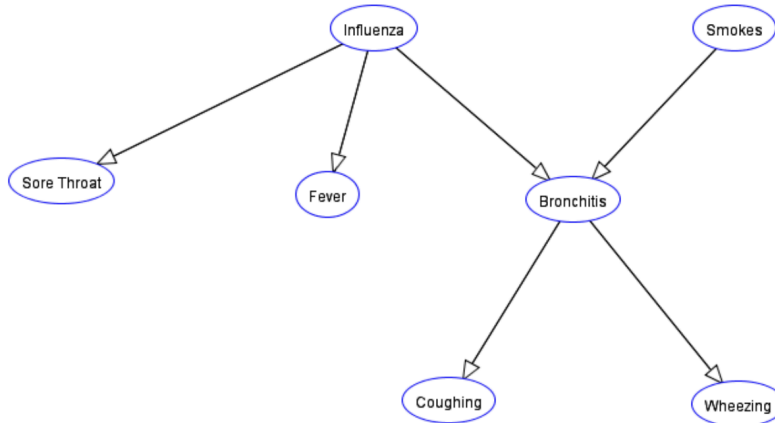 Influenza
Smokes
Sore Throat
Fever
Bronchitis
Coughing
Wheezing